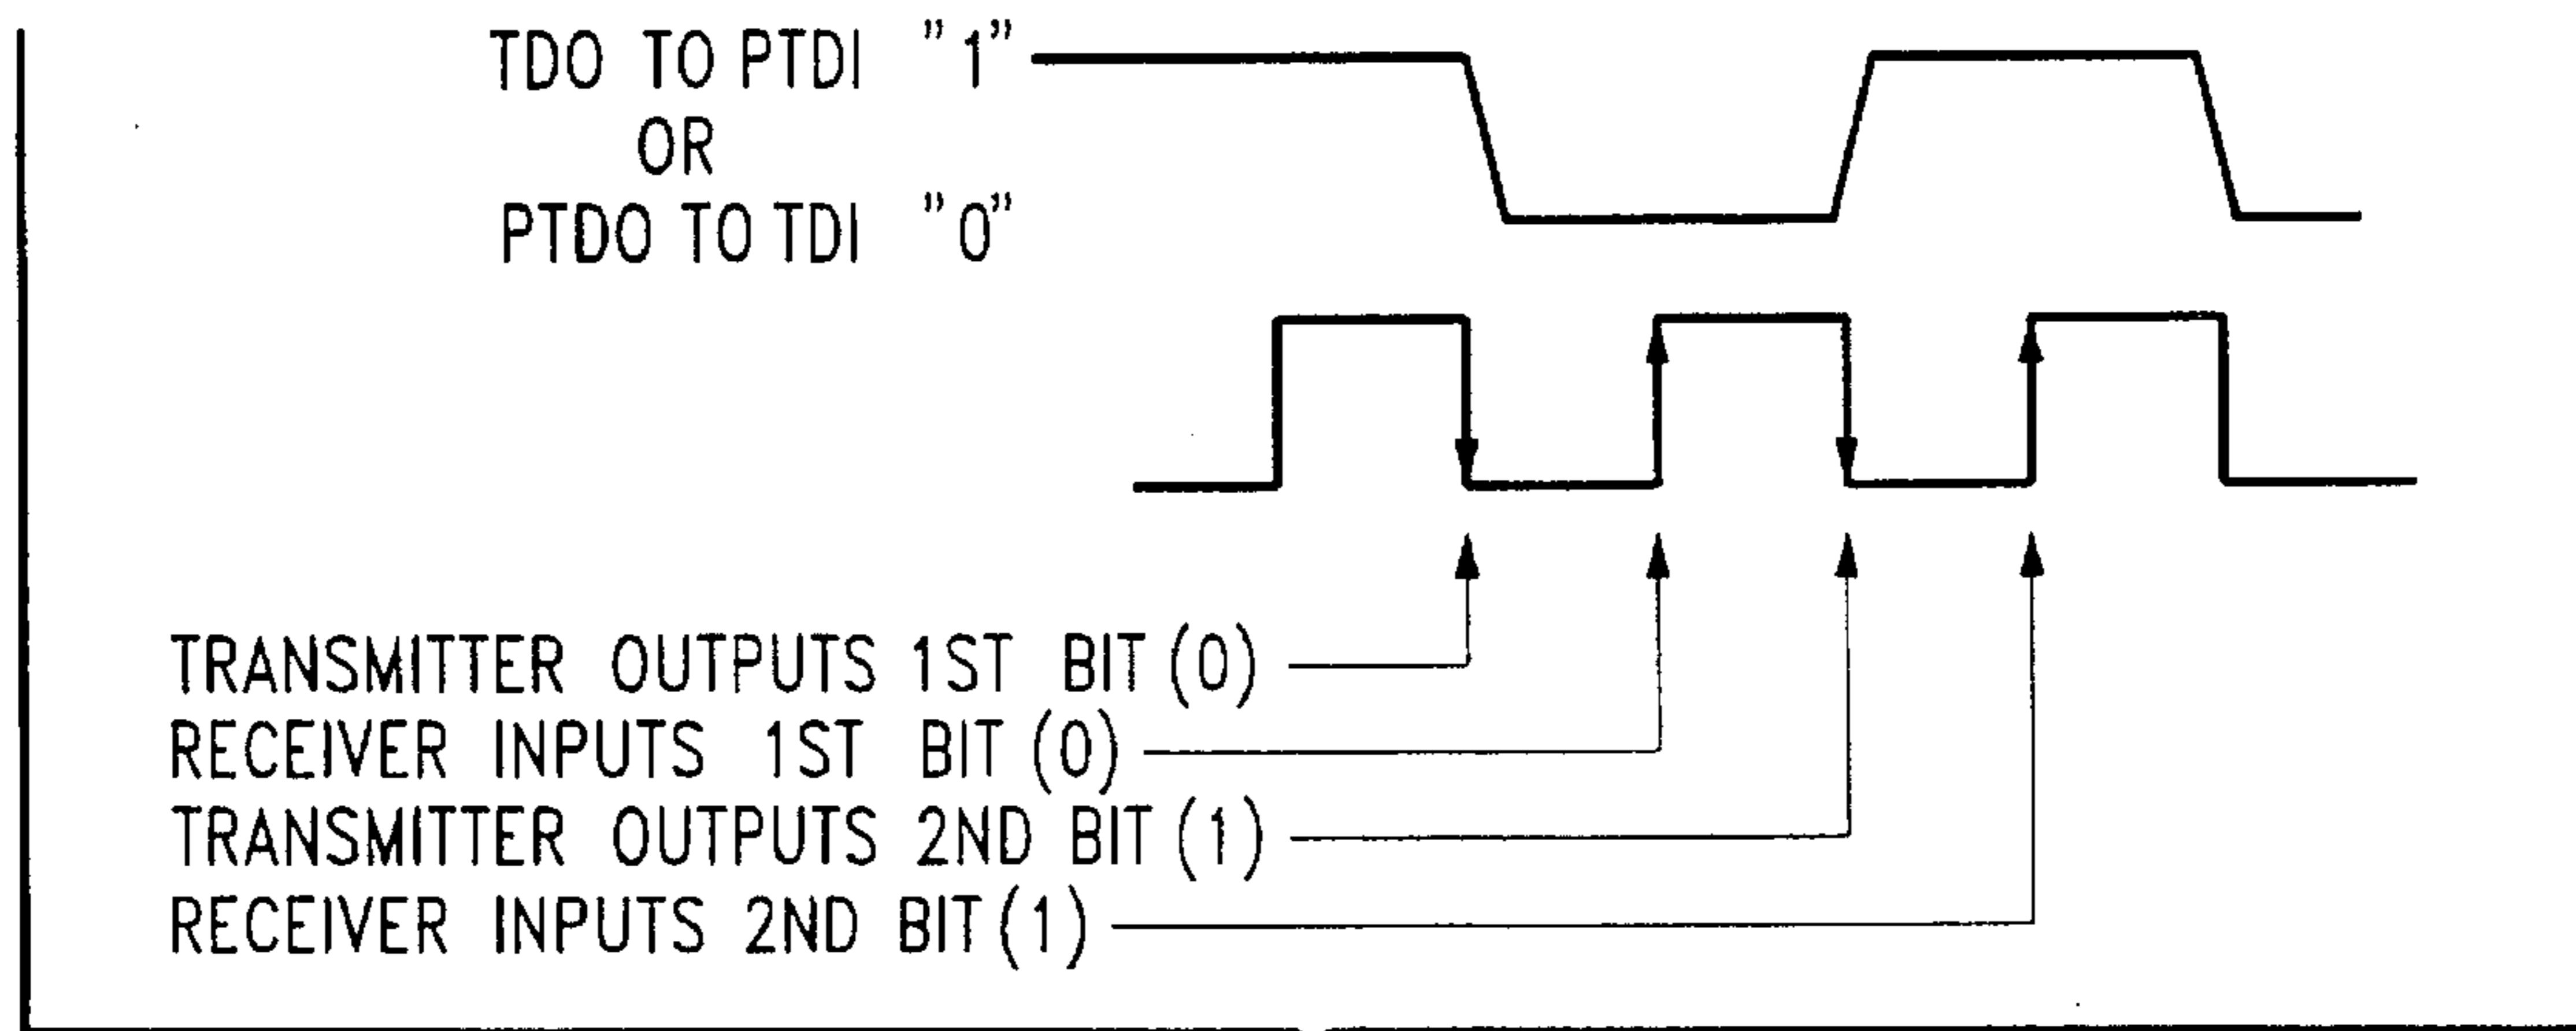 TDO TO PTDI "1"
OR
PTDO TO TDI "0"
TRANSMITTER OUTPUTS 1ST BIT (0)
RECEIVER INPUTS 1ST BIT (0)
TRANSMITTER OUTPUTS 2ND BIT (1)
RECEIVER INPUTS 2ND BIT (1)